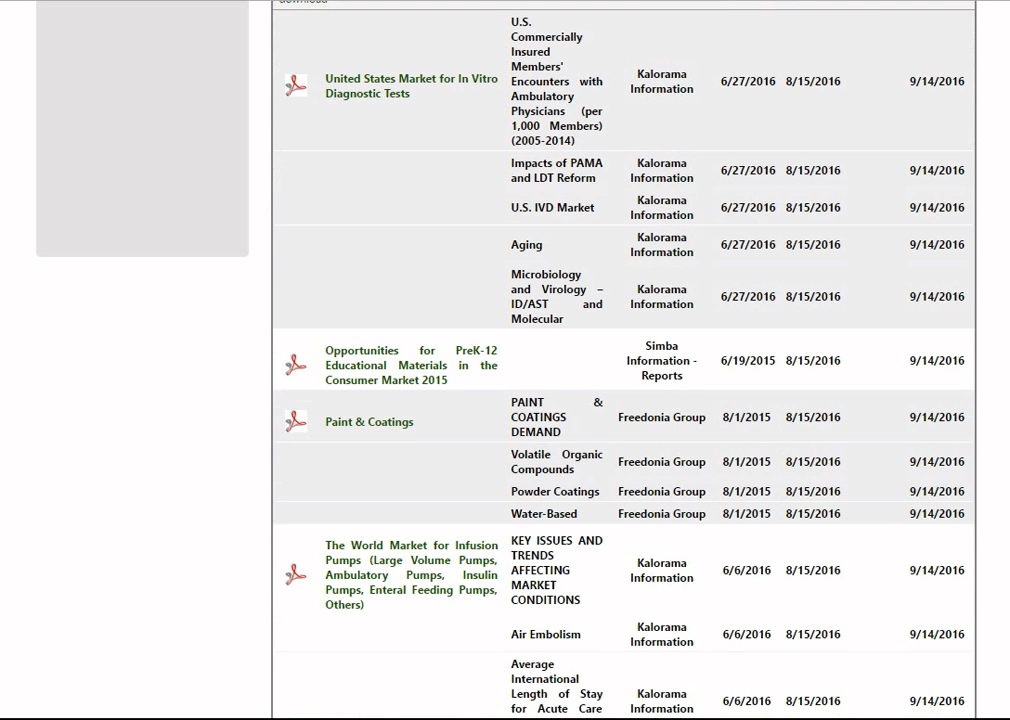 download
U.S.
Commercially
Insured
Members'
Encounters with
Ambulatory
Physicians (per
1,000 Members)
(2005-2014)
United States Market for In Vitro
Diagnostic Tests
Kalorama
Information
6/27/2016 8/15/2016 9/14/2016
Impacts of PAMA
and LDT Reform
Kalorama
Information
6/27/2016 8/15/2016 9/14/2016
U.S. IVD Market
Kalorama
Information
6/27/2016 8/15/2016 9/14/2016
Aging
Kalorama
Information
6/27/2016 8/15/2016 9/14/2016
Microbiology
and Virology –
ID/AST and
Molecular
Kalorama
Information
6/27/2016 8/15/2016 9/14/2016
Opportunities for PreK-12
Educational Materials in the
Consumer Market 2015
Simba
Information -
Reports
6/19/2015 8/15/2016 9/14/2016
Paint & Coatings
PAINT &
COATINGS
DEMAND
Freedonia Group 8/1/2015 8/15/2016 9/14/2016
Volatile Organic
Compounds
Freedonia Group 8/1/2015 8/15/2016 9/14/2016
Powder Coatings Freedonia Group 8/1/2015 8/15/2016 9/14/2016
Water-Based Freedonia Group 8/1/2015 8/15/2016 9/14/2016
The World Market for Infusion
Pumps (Large Volume Pumps,
Ambulatory Pumps, Insulin
Pumps, Enteral Feeding Pumps,
Others)
KEY ISSUES AND
TRENDS
AFFECTING
MARKET
CONDITIONS
Kalorama
Information
6/6/2016 8/15/2016 9/14/2016
Air Embolism
Kalorama
Information
6/6/2016 8/15/2016 9/14/2016
Average
International
Length of Stay
for Acute Care
Kalorama
Information
6/6/2016 8/15/2016 9/14/2016